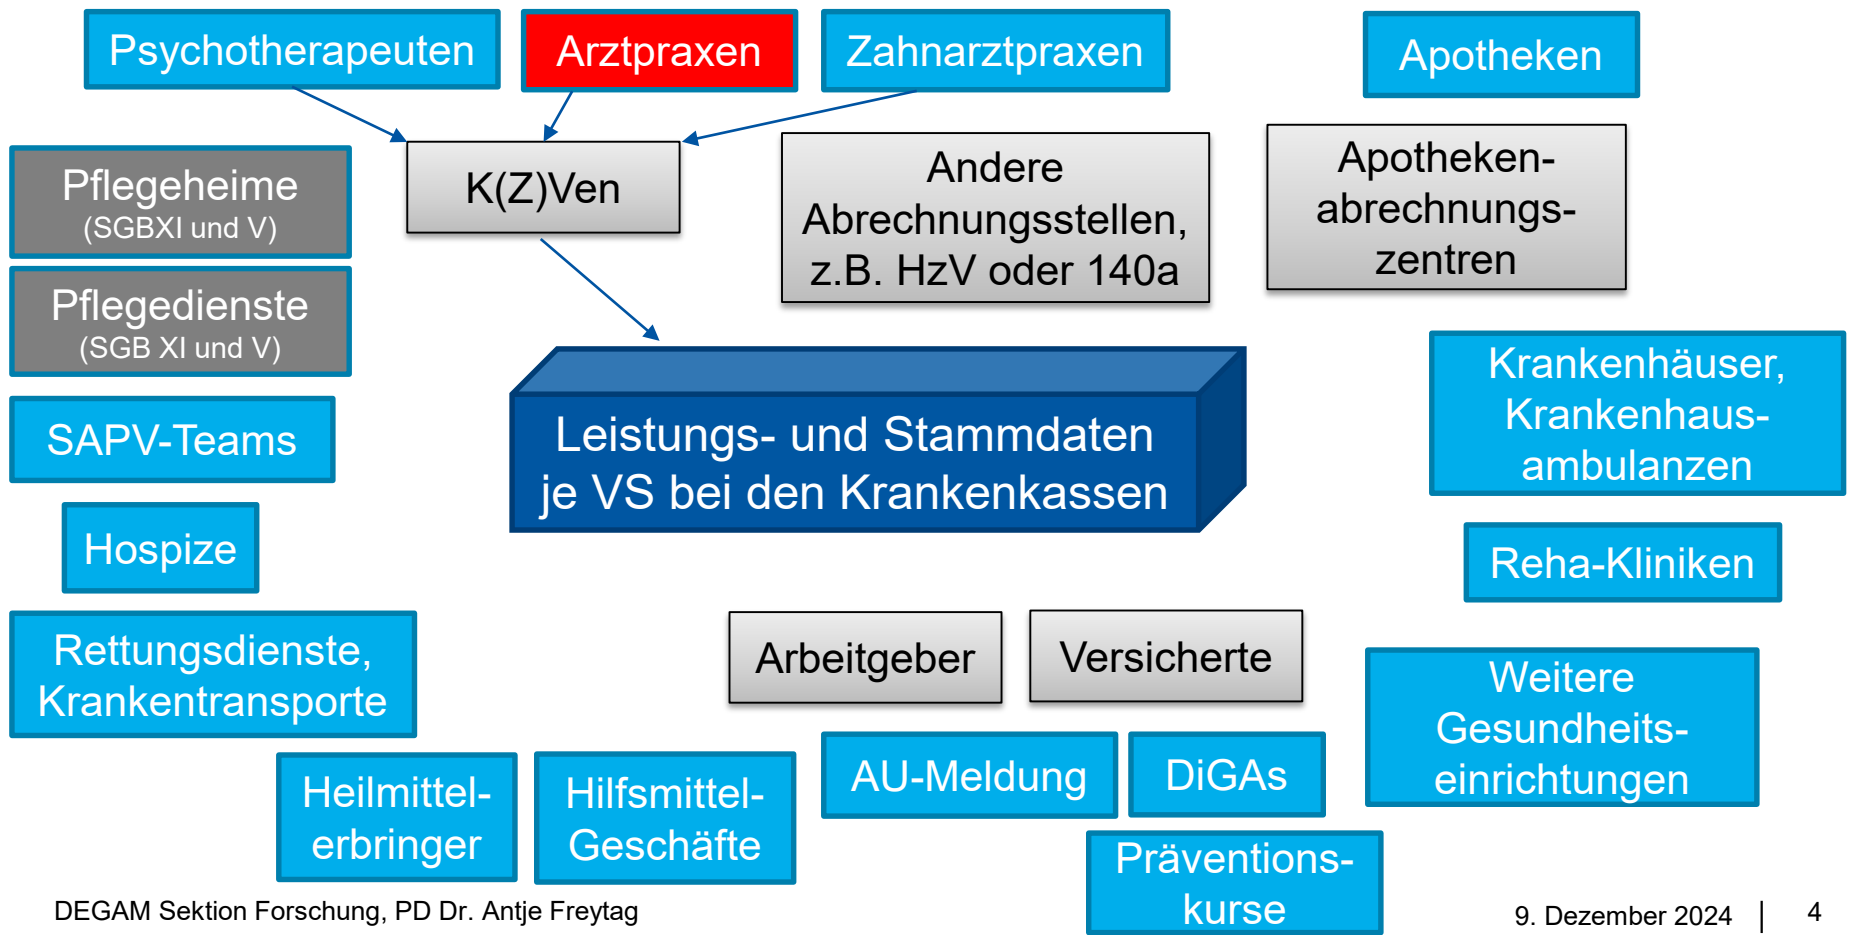 Psychotherapeuten
Arztpraxen
Zahnarztpraxen
Apotheken
Pflegeheime
(SGBXI und V)
K(Z)Ven
Andere
Abrechnungsstellen,
z.B. HzV oder 140a
Apotheken-
abrechnungs-
zentren
Pflegedienste
(SGB XI und V)
SAPV-Teams
Leistungs- und Stammdaten
je VS bei den Krankenkassen
Krankenhäuser,
Krankenhaus-
ambulanzen
Hospize
Reha-Kliniken
Rettungsdienste,
Krankentransporte
Arbeitgeber
Versicherte
Weitere
Gesundheits-
einrichtungen
Heilmittel-
erbringer
Hilfsmittel-
Geschäfte
AU-Meldung
DiGAs
Präventions-
kurse
DEGAM Sektion Forschung, PD Dr. Antje Freytag
9. Dezember 2024 | 4